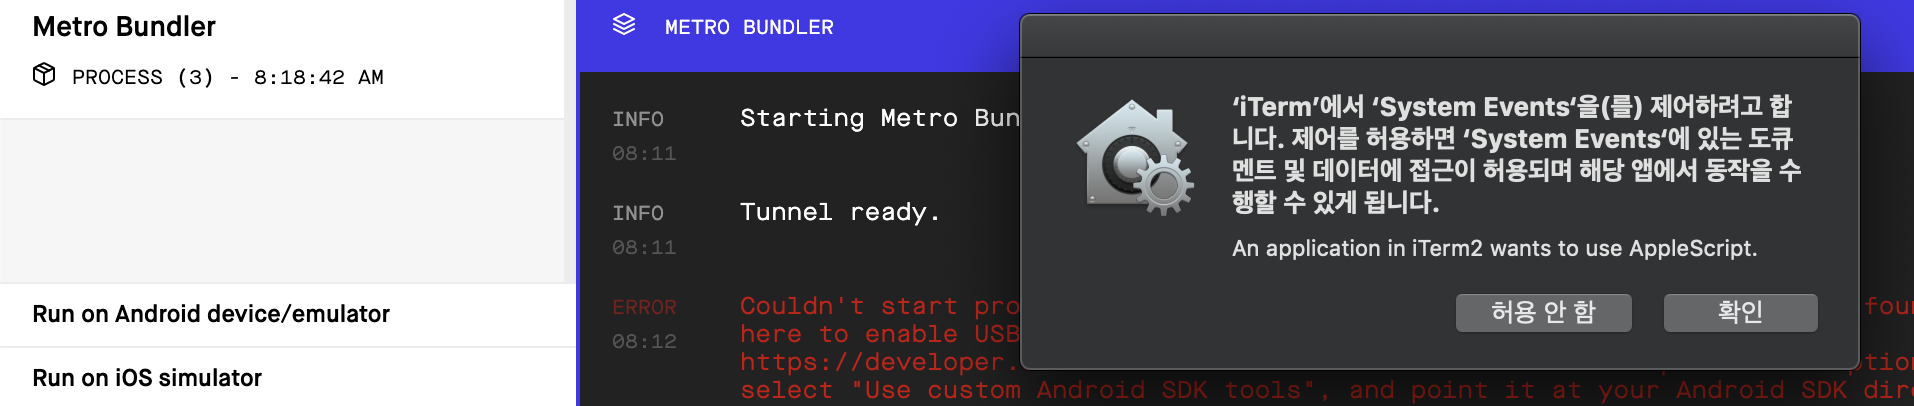 Metro Bundler
PROCESS (3) - 8:18:42 AM
Run on Android device/emulator
Run on iOS simulator
METRO BUNDLER
INFO Starting Metro Bun
08:11
INFO Tunnel ready.
08:11
ERROR Couldn't start pro
08:12 here to enable USB
https://developer.
select "Use custom Android SDK tools", and point it at your Android SDK dire
‘iTerm’에서 ‘System Events‘을(를) 제어하려고 합
니다. 제어를 허용하면 ‘System Events‘에 있는 도큐
멘트 및 데이터에 접근이 허용되며 해당 앱에서 동작을 수
행할 수 있게 됩니다.
An application in iTerm2 wants to use AppleScript.
허용 안 함 확인